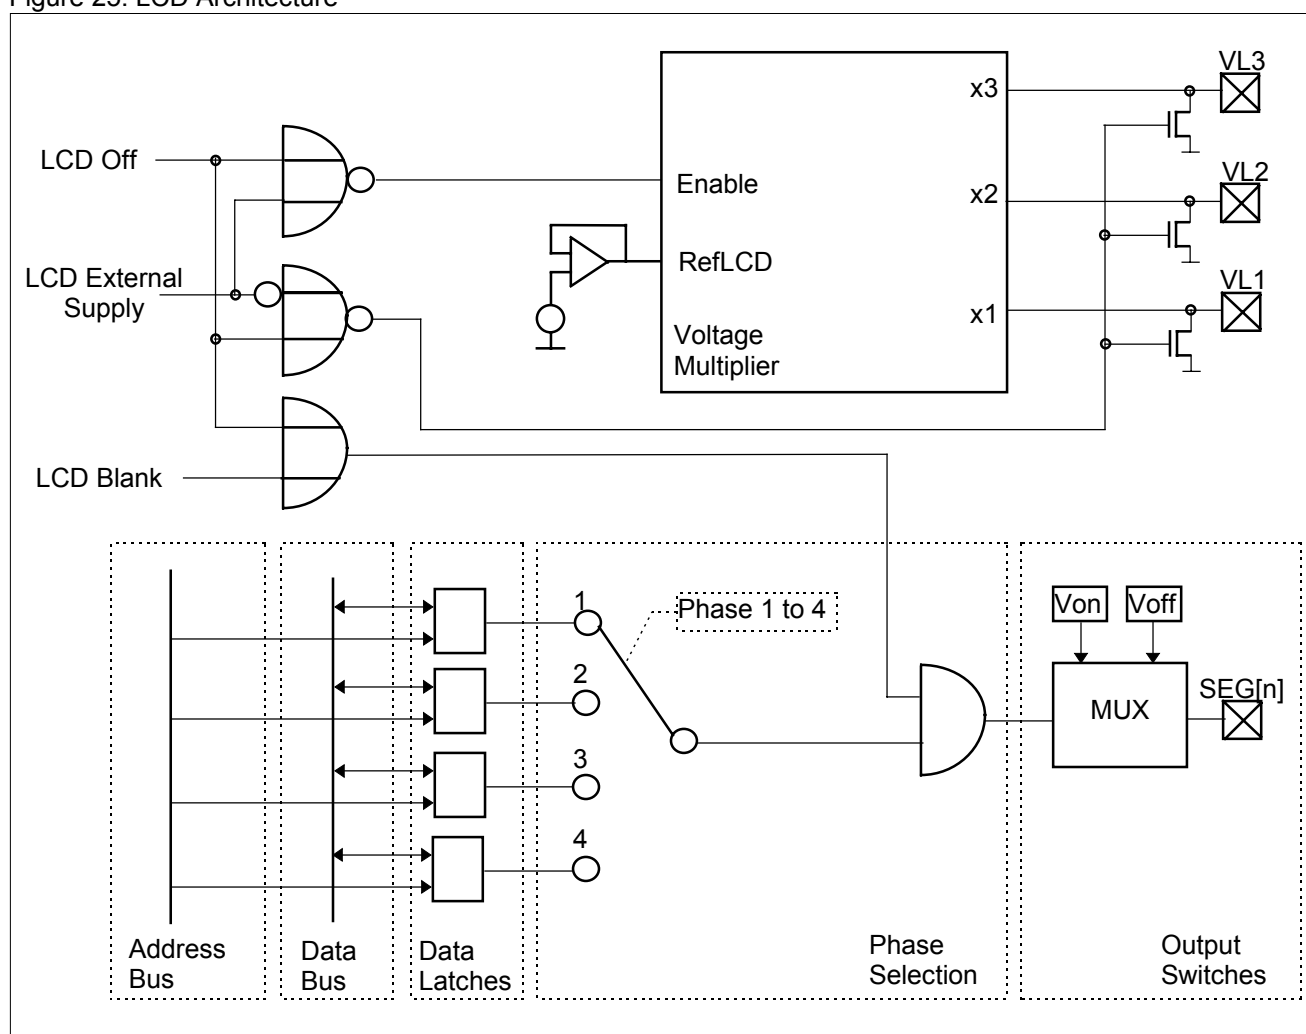 Figure 25. LCD Architecture
VL3
x3
LCD Off
Enable
x2
VL2
LCD External
Supply
RefLCD
VL1
x1
Voltage
Multiplier
LCD Blank
1
Phase 1 to 4
Von
Voff
2
MUX
SEG[n]
3
4
Address
Bus
Data
Bus
Data
Latches
Phase
Selection
Output
Switches